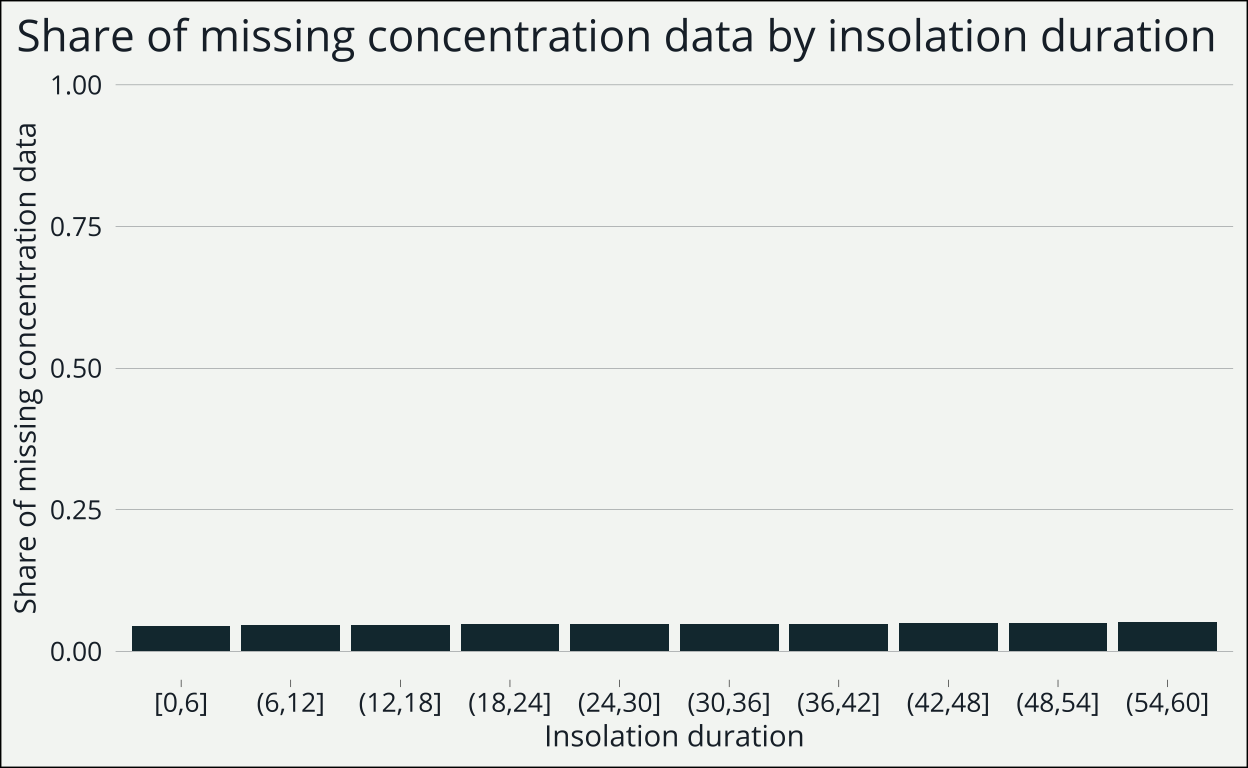 Share of missing concentration data by insolation duration
Share of missing concentration data
1.00
0.75
0.50
0.25
0.00
[0,6] (6,12] (12,18] (18,24] (24,30] (30,36] (36,42] (42,48] (48,54] (54,60]
Insolation duration